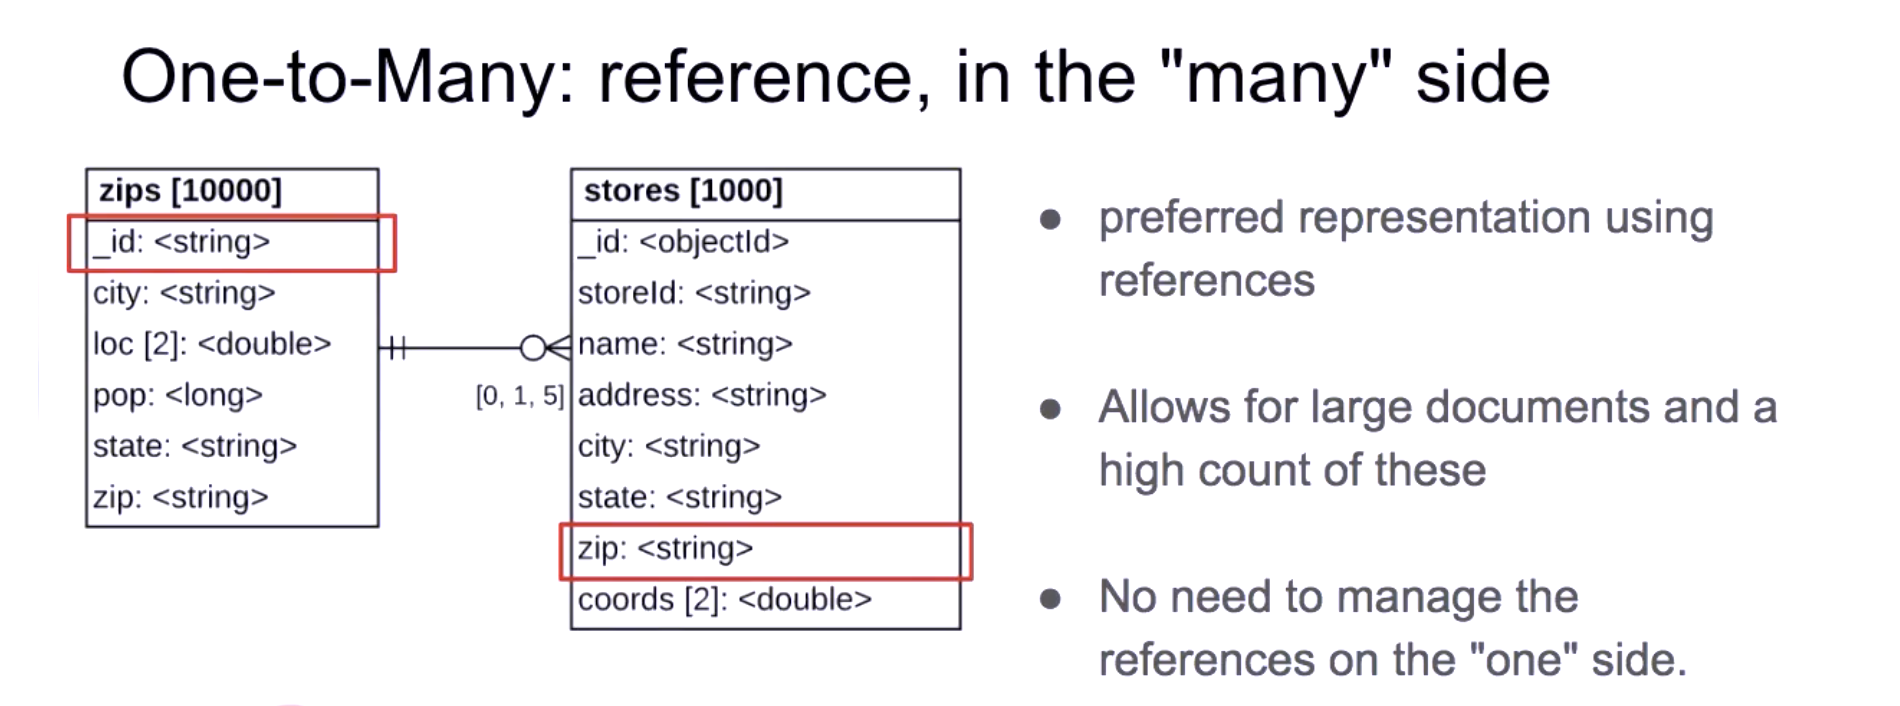 One-to-Many: reference, in the "many" side
zips [10000]
_id: <string>
city: <string>
loc [2]: <double>
pop: <long>
state: <string>
zip: <string>
[0, 1, 5]
stores [1000]
_id: <objectId>
storeId: <string>
name: <string>
address: <string>
city: <string>
state: <string>
zip: <string>
coords [2]: <double>
● preferred representation using
references
● Allows for large documents and a
high count of these
● No need to manage the
references on the "one" side.